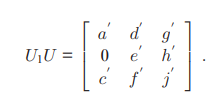 U₁U = [ a′ d′ g′
0 e′ h′
c′ f′ j′ ] .